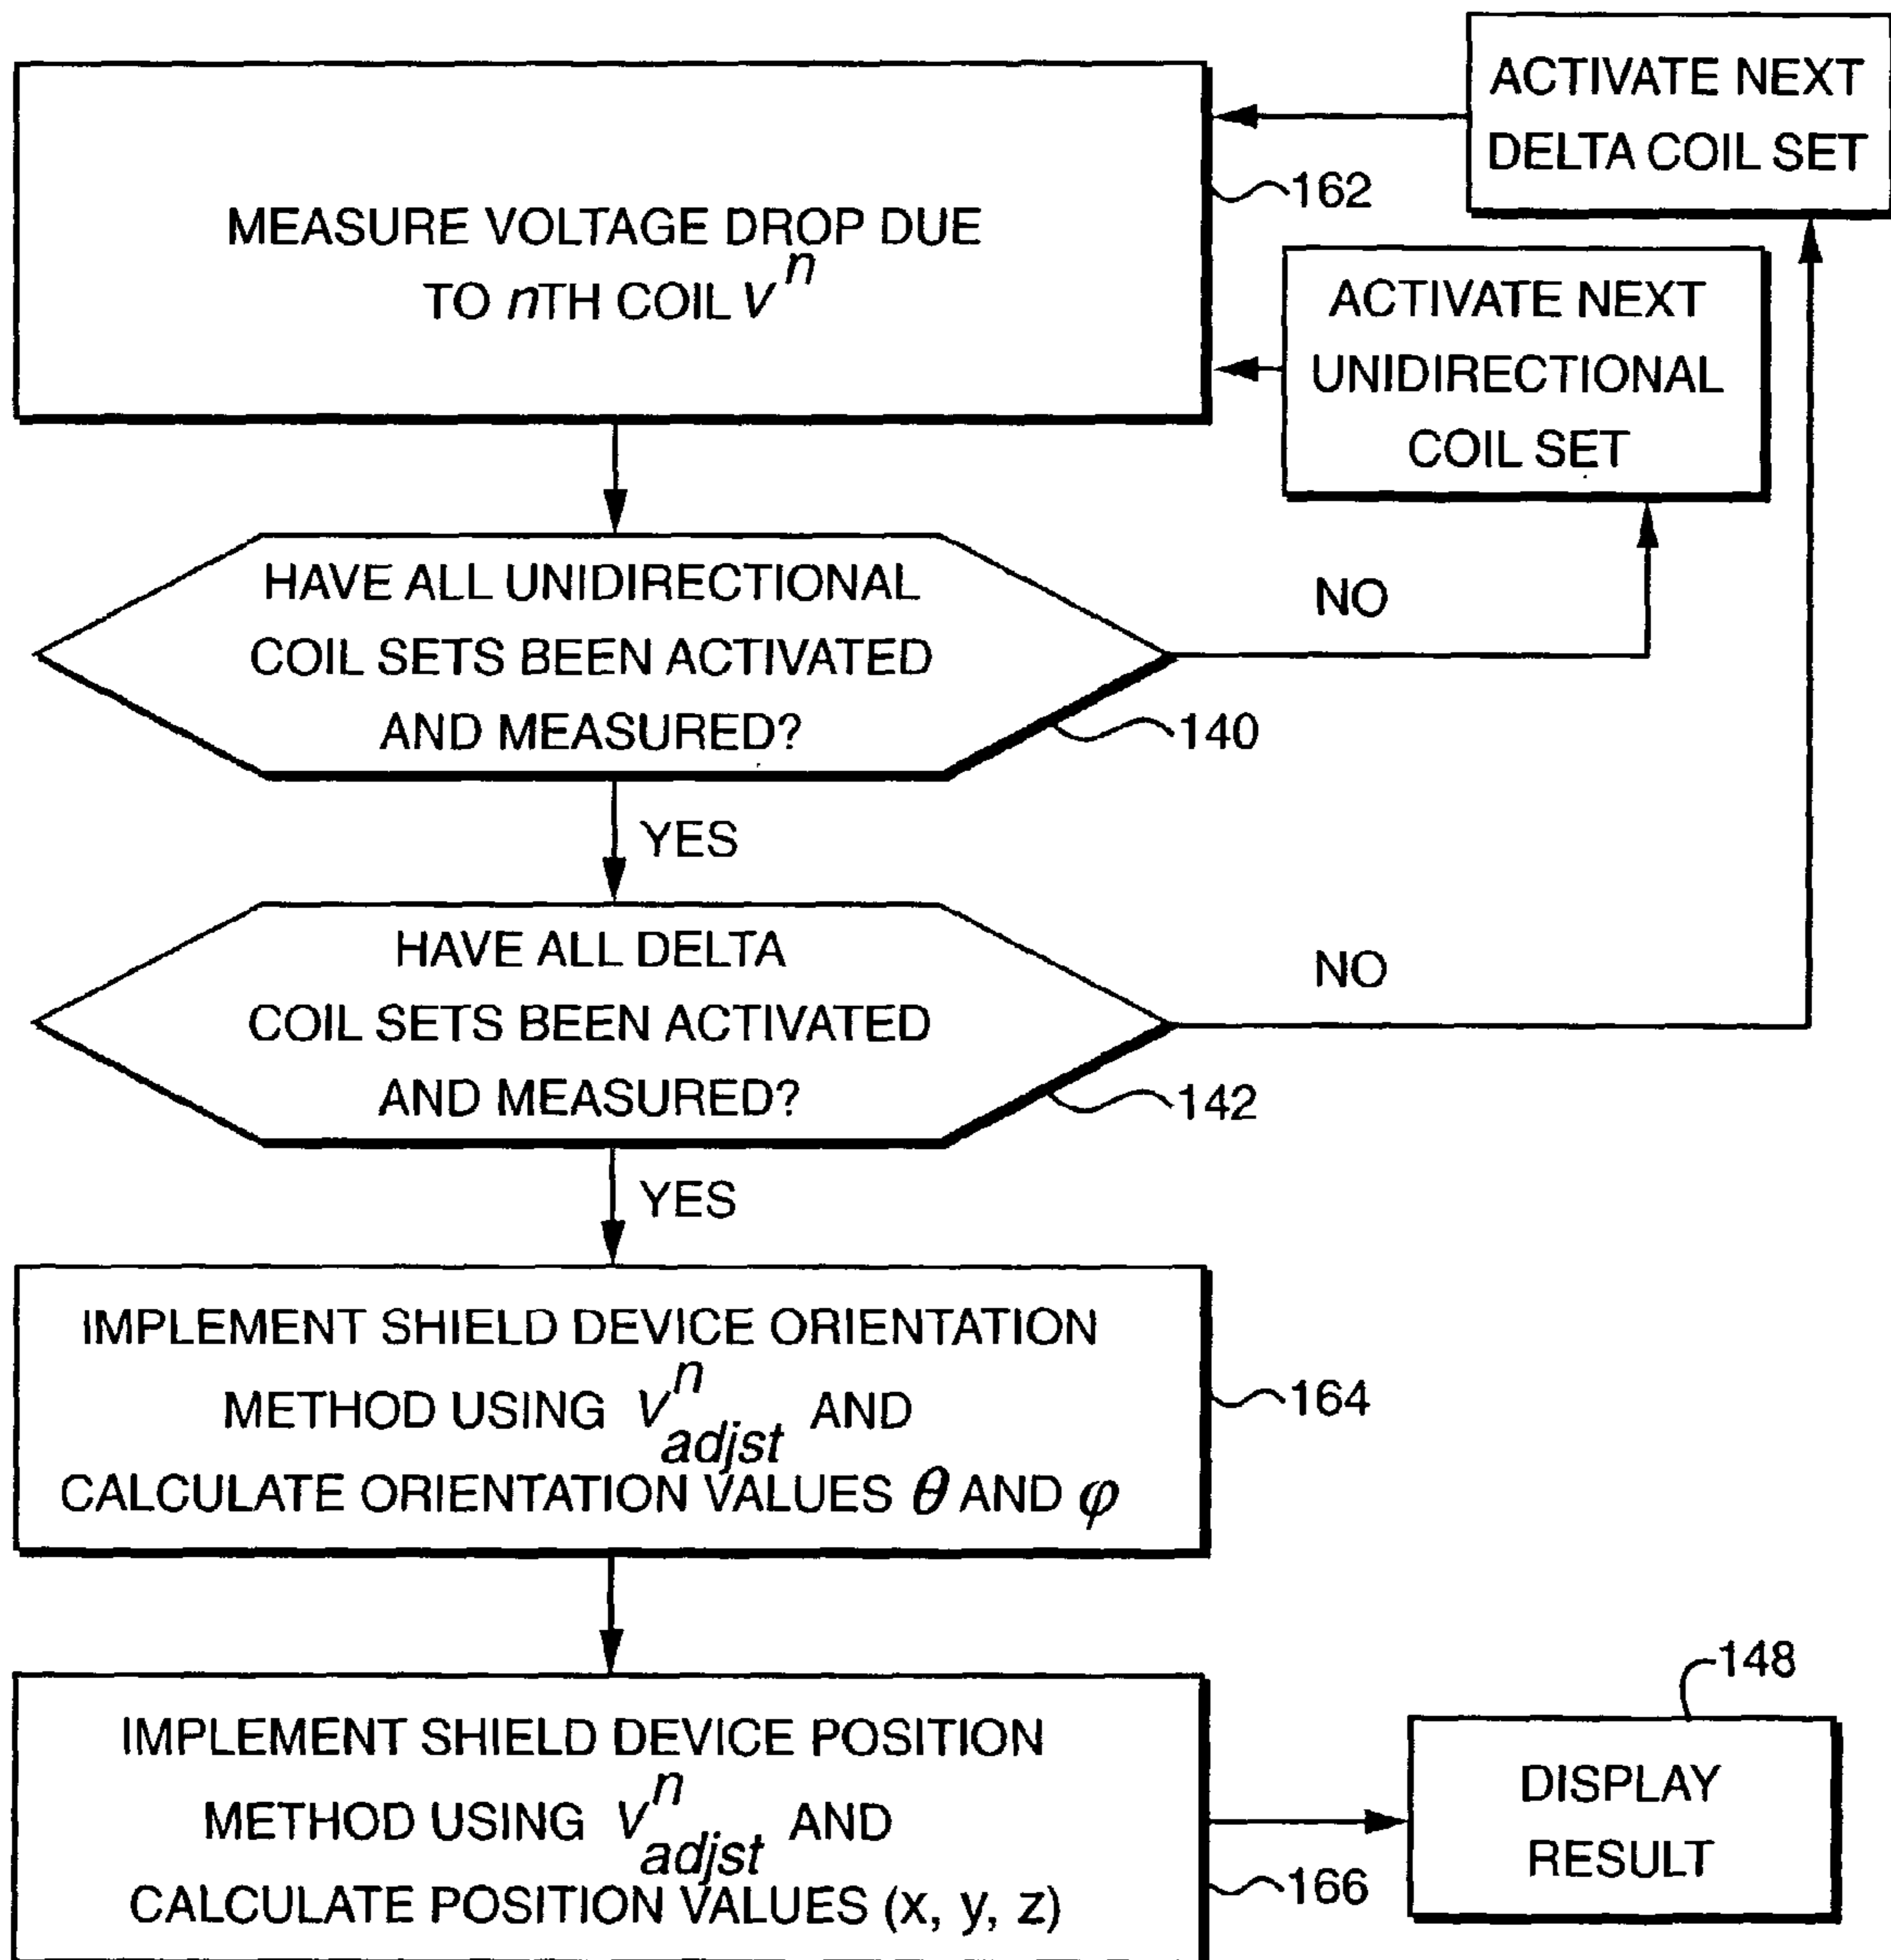 ACTIVATE NEXT
DELTA COIL SET
162
MEASURE VOLTAGE DROP DUE
TO nTH COIL V^n
ACTIVATE NEXT
UNIDIRECTIONAL
COIL SET
HAVE ALL UNIDIRECTIONAL
COIL SETS BEEN ACTIVATED
AND MEASURED?
NO
140
YES
HAVE ALL DELTA
COIL SETS BEEN ACTIVATED
AND MEASURED?
NO
142
YES
IMPLEMENT SHIELD DEVICE ORIENTATION
METHOD USING V^n_adjst AND
CALCULATE ORIENTATION VALUES θ AND φ
164
IMPLEMENT SHIELD DEVICE POSITION
METHOD USING V^n_adjst AND
CALCULATE POSITION VALUES (x, y, z)
166
148
DISPLAY
RESULT